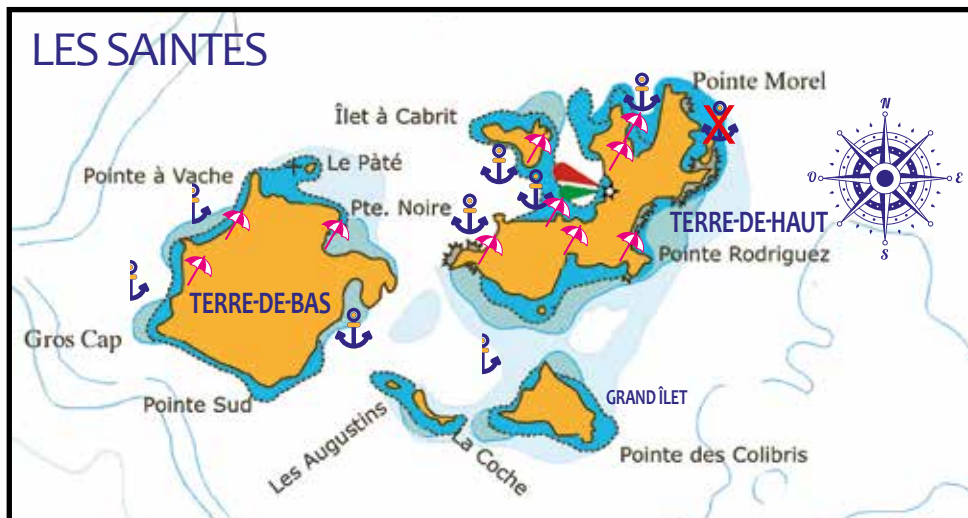 LES SAINTES
Pointe Morel
Îlet à Cabrit
Le Pàté
Pointe à Vache
Pte. Noire
TERRE-DE-HAUT
Pointe Rodriguez
TERRE-DE-BAS
Gros Cap
Pointe Sud
GRAND ÎLET
Les Augustins
La Coche
Pointe des Colibris
N
O
E
S